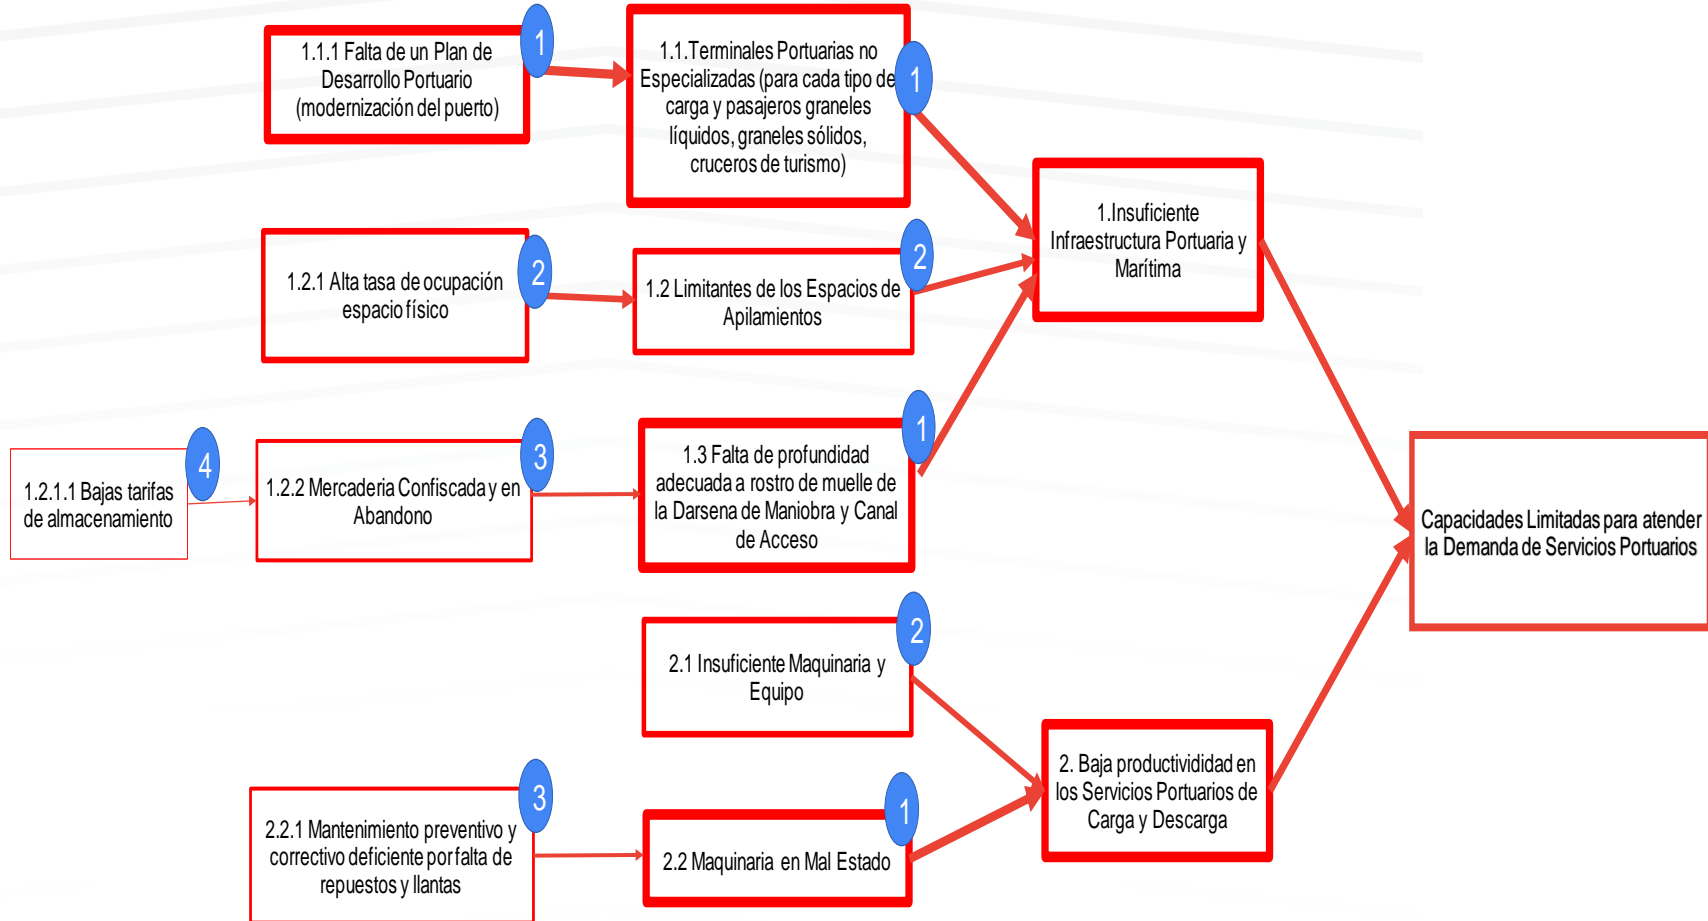 1.1.1 Falta de un Plan de
Desarrollo Portuario
(modernización del puerto)
1
1.1.Terminales Portuarias no
Especializadas (para cada tipo de
carga y pasajeros graneles
líquidos, graneles sólidos,
cruceros de turismo)
1
1.Insuficiente
Infraestructura Portuaria y
Marítima
1.2.1 Alta tasa de ocupación
espacio físico
2
1.2 Limitantes de los Espacios de
Apilamientos
2
1.2.1.1 Bajas tarifas
de almacenamiento
4
1.2.2 Mercaderia Confiscada y en
Abandono
3
1.3 Falta de profundidad
adecuada a rostro de muelle de
la Darsena de Maniobra y Canal
de Acceso
1
Capacidades Limitadas para atender
la Demanda de Servicios Portuarios
2.1 Insuficiente Maquinaria y
Equipo
2
2. Baja productivididad en
los Servicios Portuarios de
Carga y Descarga
2.2.1 Mantenimiento preventivo y
correctivo deficiente por falta de
repuestos y llantas
3
2.2 Maquinaria en Mal Estado
1